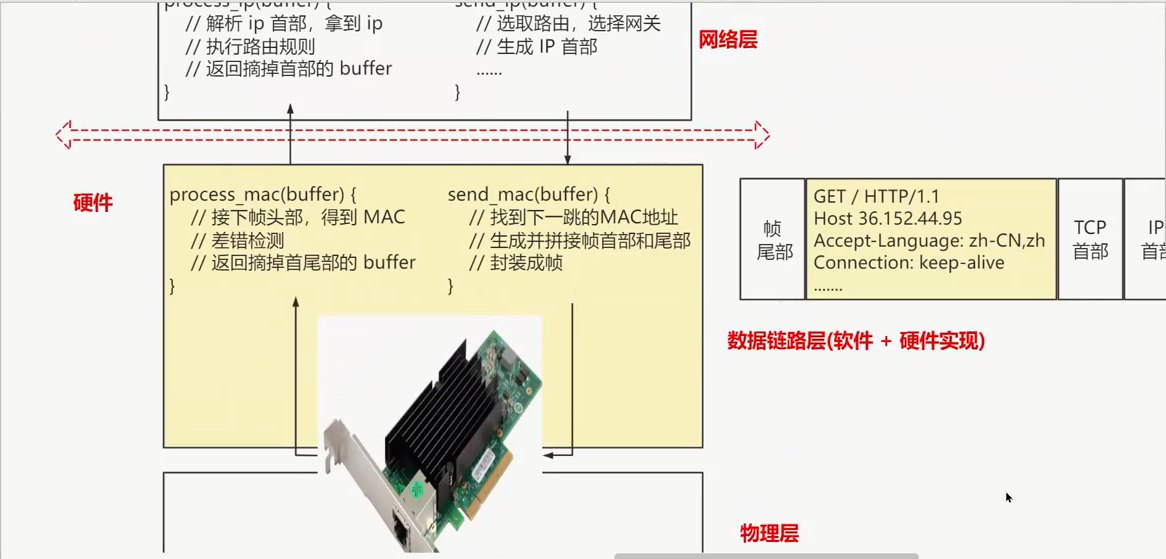 process_ip(buffer) {
// 解析 ip 首部，拿到 ip
// 执行路由规则
// 返回摘掉首部的 buffer
}
send_ip(buffer) {
// 选取路由，选择网关
// 生成 IP 首部
......
}
网络层
硬件
process_mac(buffer) {
// 接下帧头部，得到 MAC
// 差错检测
// 返回摘掉首尾部的 buffer
}
send_mac(buffer) {
// 找到下一跳的MAC地址
// 生成并拼接帧首部和尾部
// 封装成帧
}
帧
尾部
GET / HTTP/1.1
Host 36.152.44.95
Accept-Language: zh-CN,zh
Connection: keep-alive
.......
TCP
首部
IP
首部
数据链路层(软件 + 硬件实现)
物理层